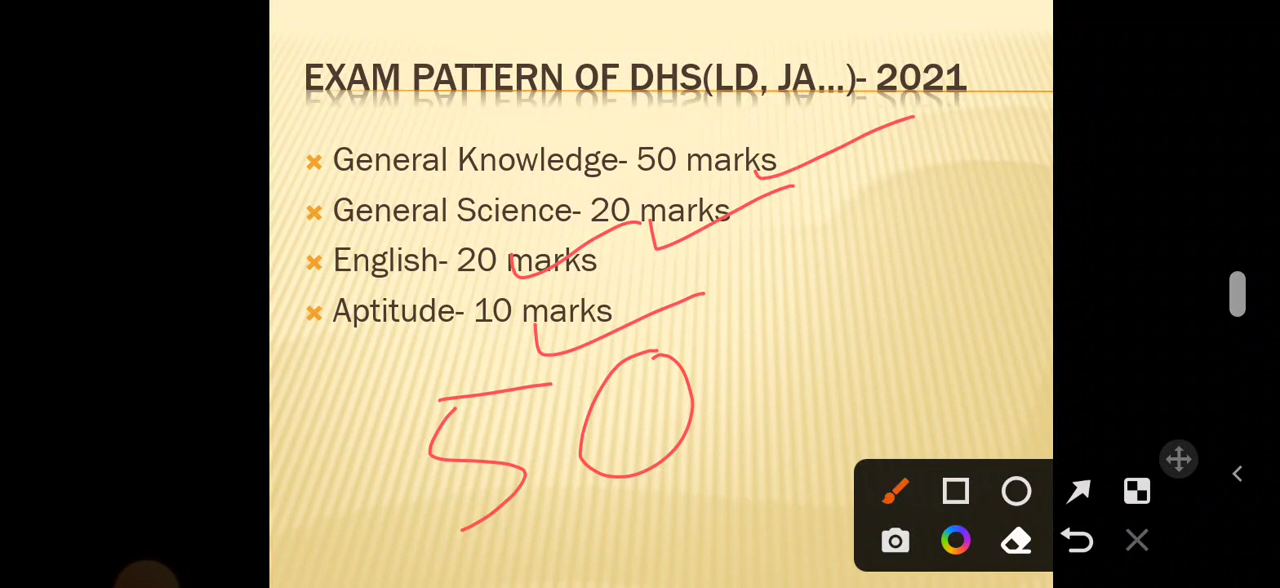 EXAM PATTERN OF DHS(LD, JA...)- 2021
General Knowledge- 50 marks
General Science- 20 marks
English- 20 marks
Aptitude- 10 marks
50